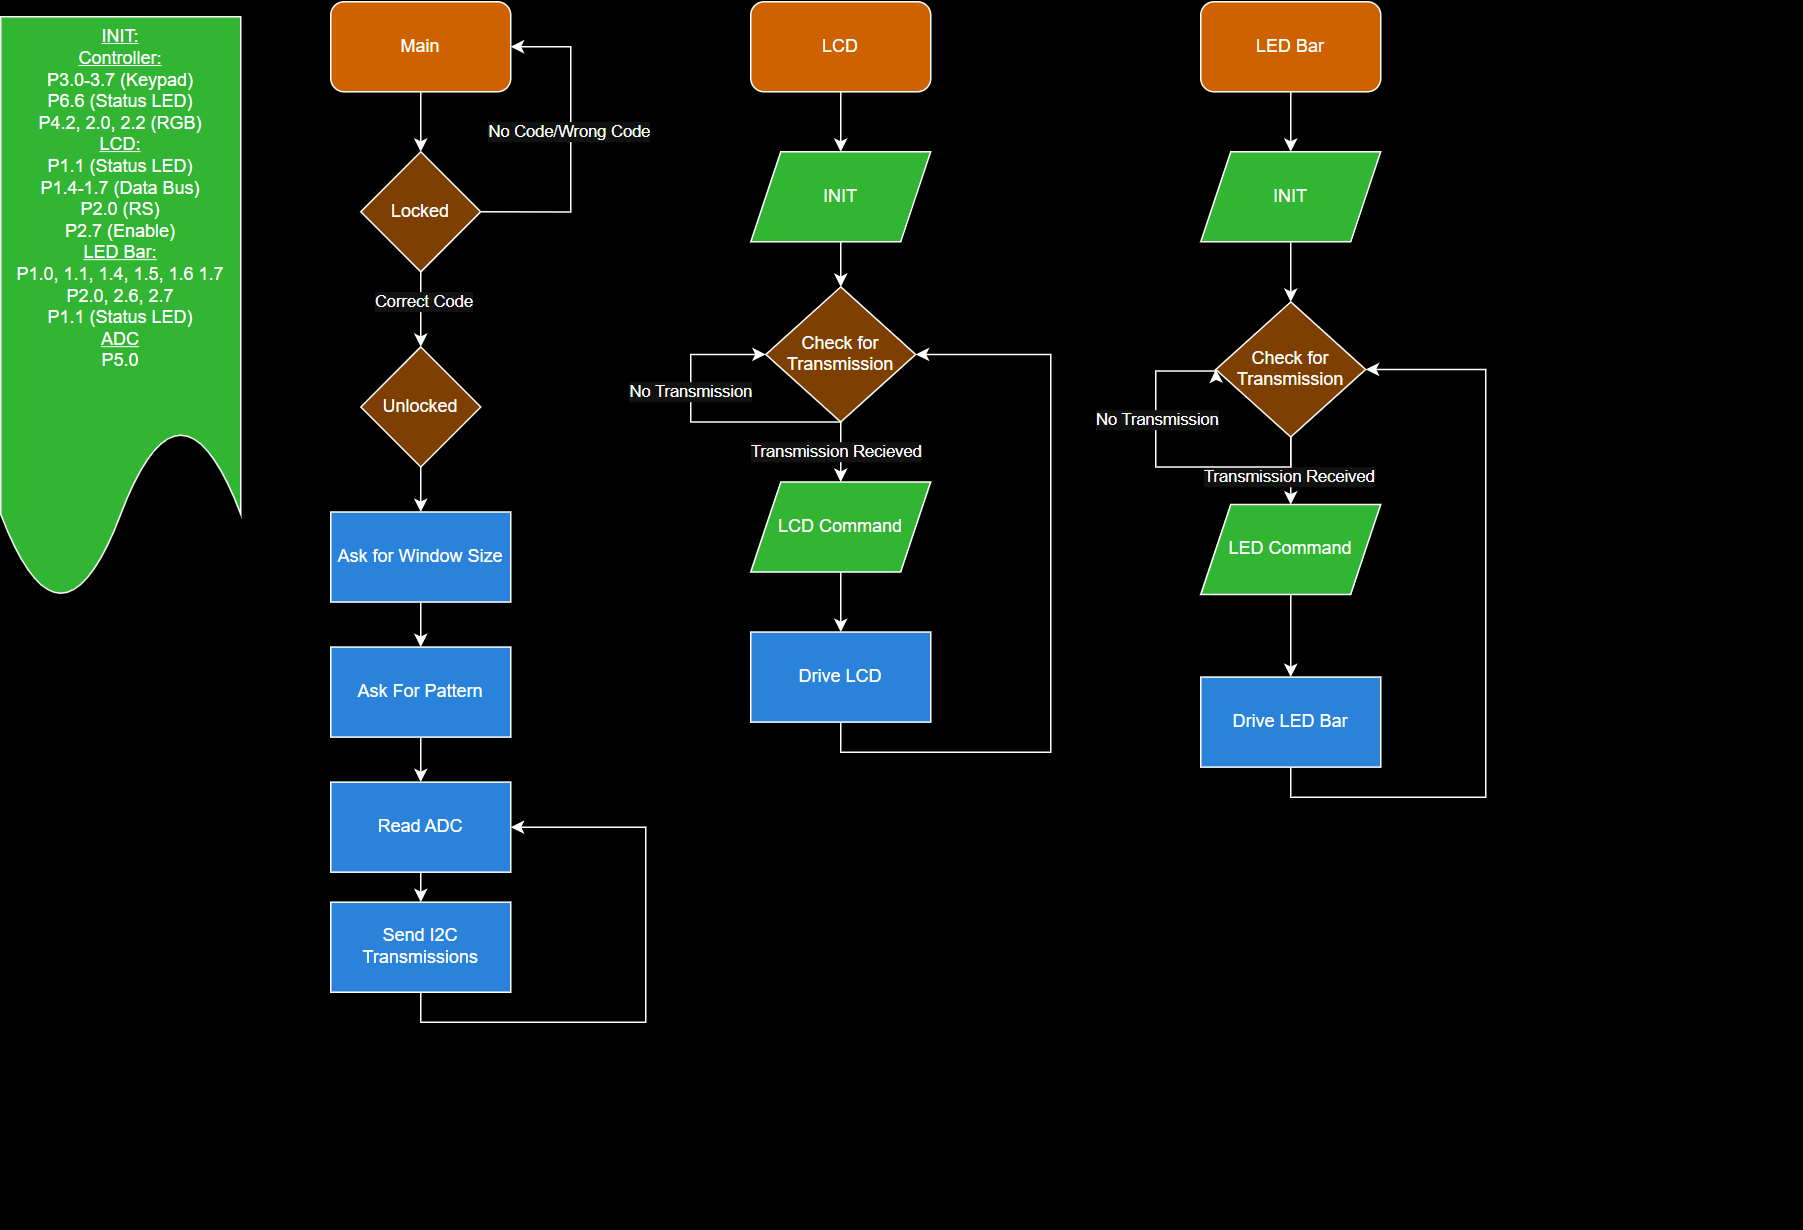 INIT:
Controller:
P3.0-3.7 (Keypad)
P6.6 (Status LED)
P4.2, 2.0, 2.2 (RGB)
LCD:
P1.1 (Status LED)
P1.4-1.7 (Data Bus)
P2.0 (RS)
P2.7 (Enable)
LED Bar:
P1.0, 1.1, 1.4, 1.5, 1.6 1.7
P2.0, 2.6, 2.7
P1.1 (Status LED)
ADC
P5.0
Main
No Code/Wrong Code
Locked
Correct Code
Unlocked
Ask for Window Size
Ask For Pattern
Read ADC
Send I2C
Transmissions
LCD
INIT
Check for
Transmission
No Transmission
Transmission Recieved
LCD Command
Drive LCD
LED Bar
INIT
Check for
Transmission
No Transmission
Transmission Received
LED Command
Drive LED Bar